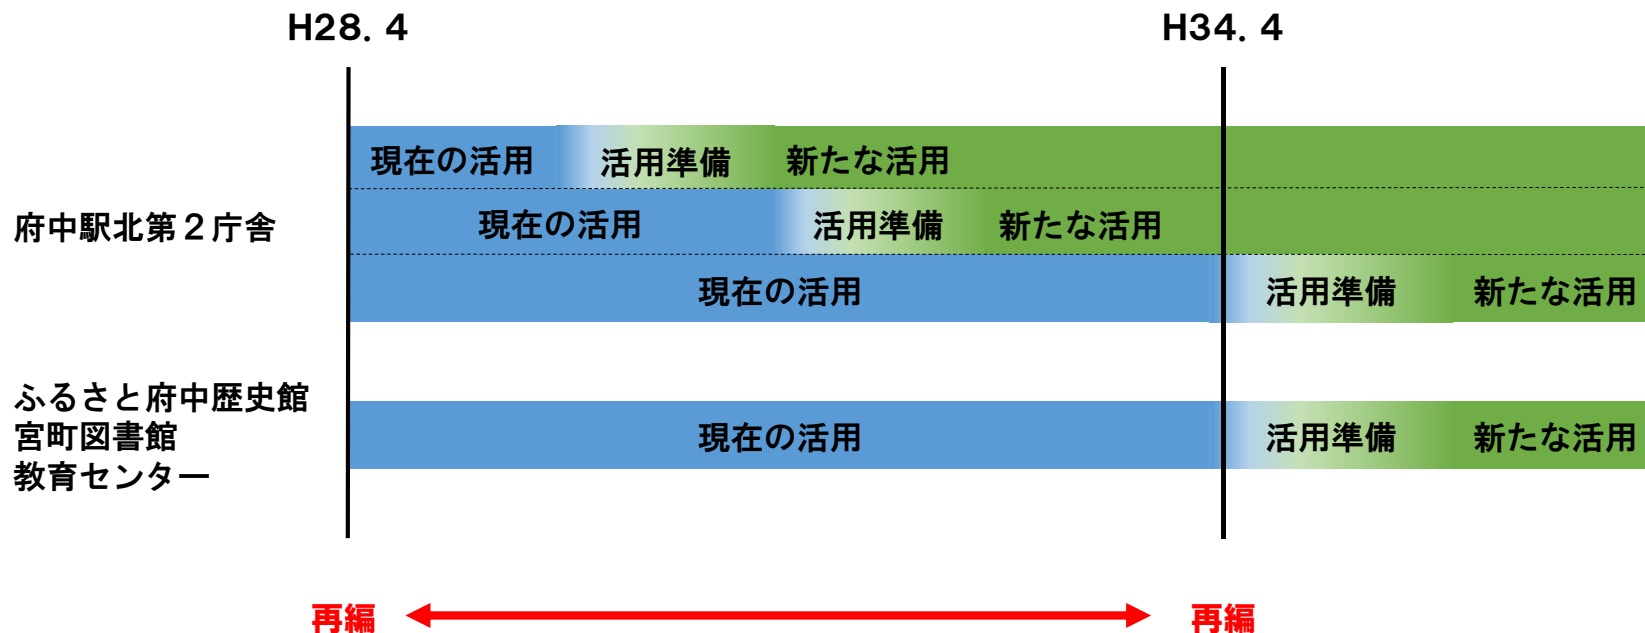 H28．4
H34．4
現在の活用
活用準備
新たな活用
府中駅北第２庁舎
現在の活用
活用準備
新たな活用
現在の活用
活用準備
新たな活用
ふるさと府中歴史館
宮町図書館
教育センター
現在の活用
活用準備
新たな活用
再編
再編